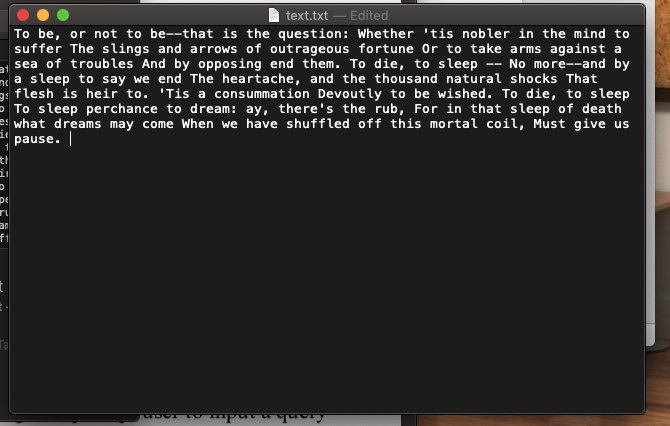 text.txt — Edited
To be, or not to be--that is the question: Whether 'tis nobler in the mind to
suffer The slings and arrows of outrageous fortune Or to take arms against a
sea of troubles And by opposing end them. To die, to sleep -- No more--and by
a sleep to say we end The heartache, and the thousand natural shocks That
flesh is heir to. 'Tis a consummation Devoutly to be wished. To die, to sleep
To sleep perchance to dream: ay, there's the rub, For in that sleep of death
what dreams may come When we have shuffled off this mortal coil, Must give us
pause.
user to input a query